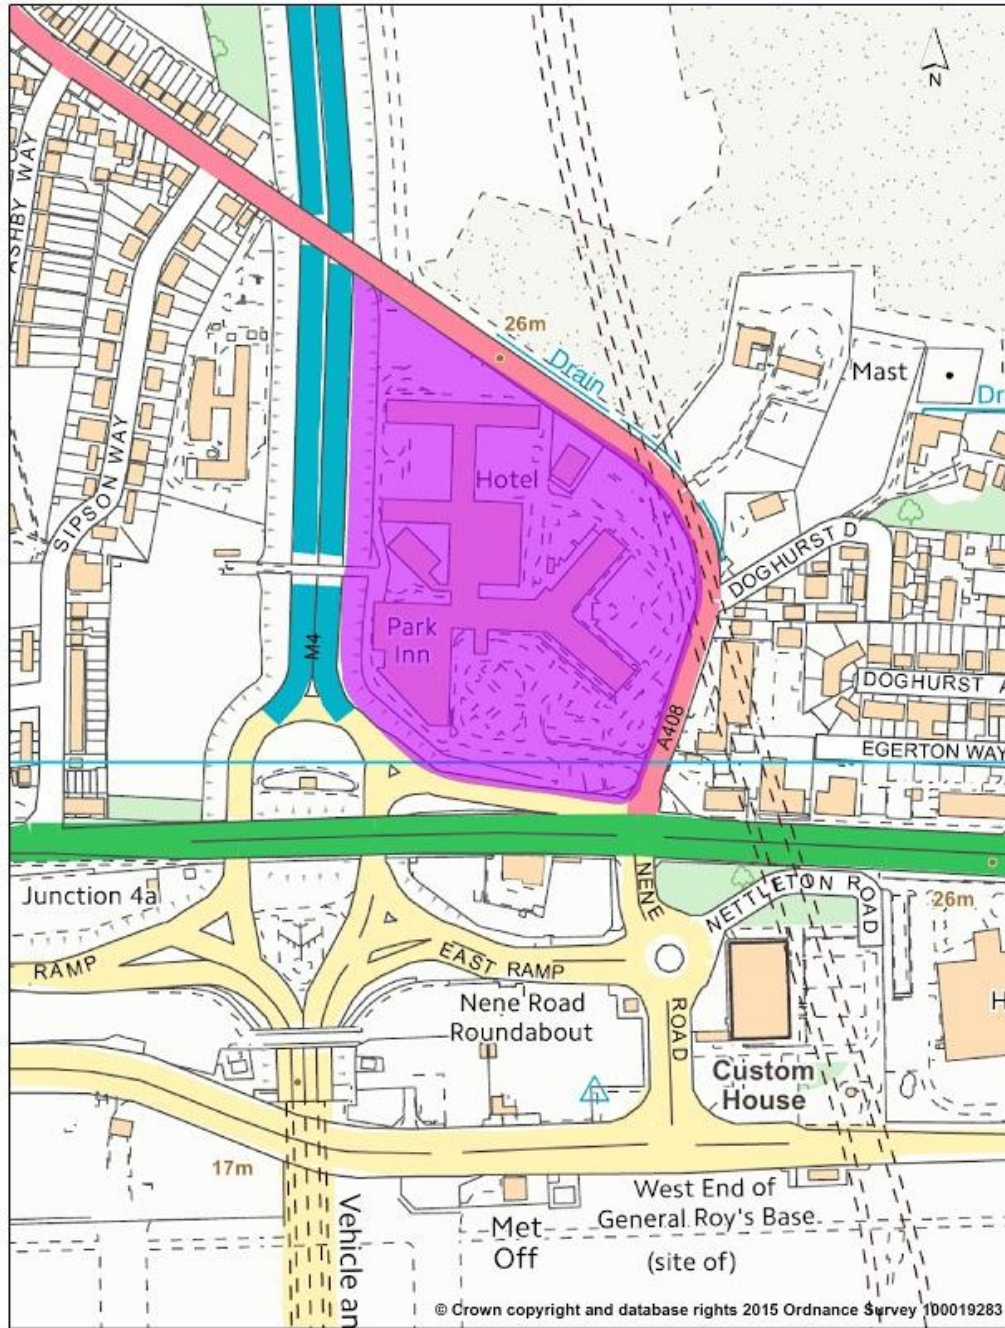 N
ASHBY WAY
26m
Drain
Mast
Dr
Hotel
SIPSON WAY
DOGHURST D
Park
Inn
M4
DOGHURST A
A408
EGERTON WAY
Junction 4a
NENE
NETTLETON ROAD
26m
RAMP
EAST RAMP
Nene Road
Roundabout
ROAD
H
Custom
House
17m
Vehicle an
West End of
General Roy's Base
(site of)
Met
Off
© Crown copyright and database rights 2015 Ordnance Survey 100019283